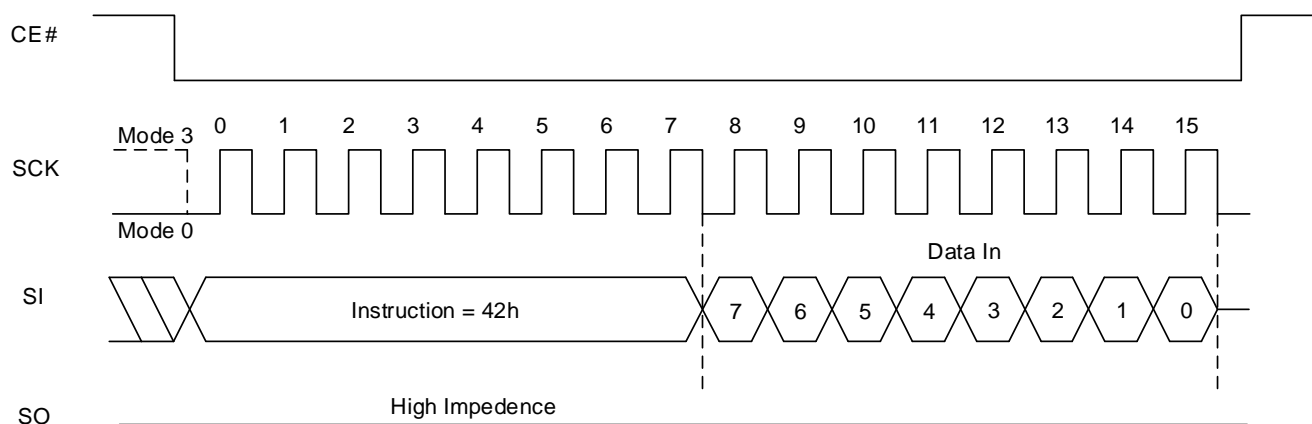 CE#
Mode 3
0 1 2 3 4 5 6 7 8 9 10 11 12 13 14 15
SCK
Mode 0
Data In
SI
Instruction = 42h
7 6 5 4 3 2 1 0
High Impedence
SO